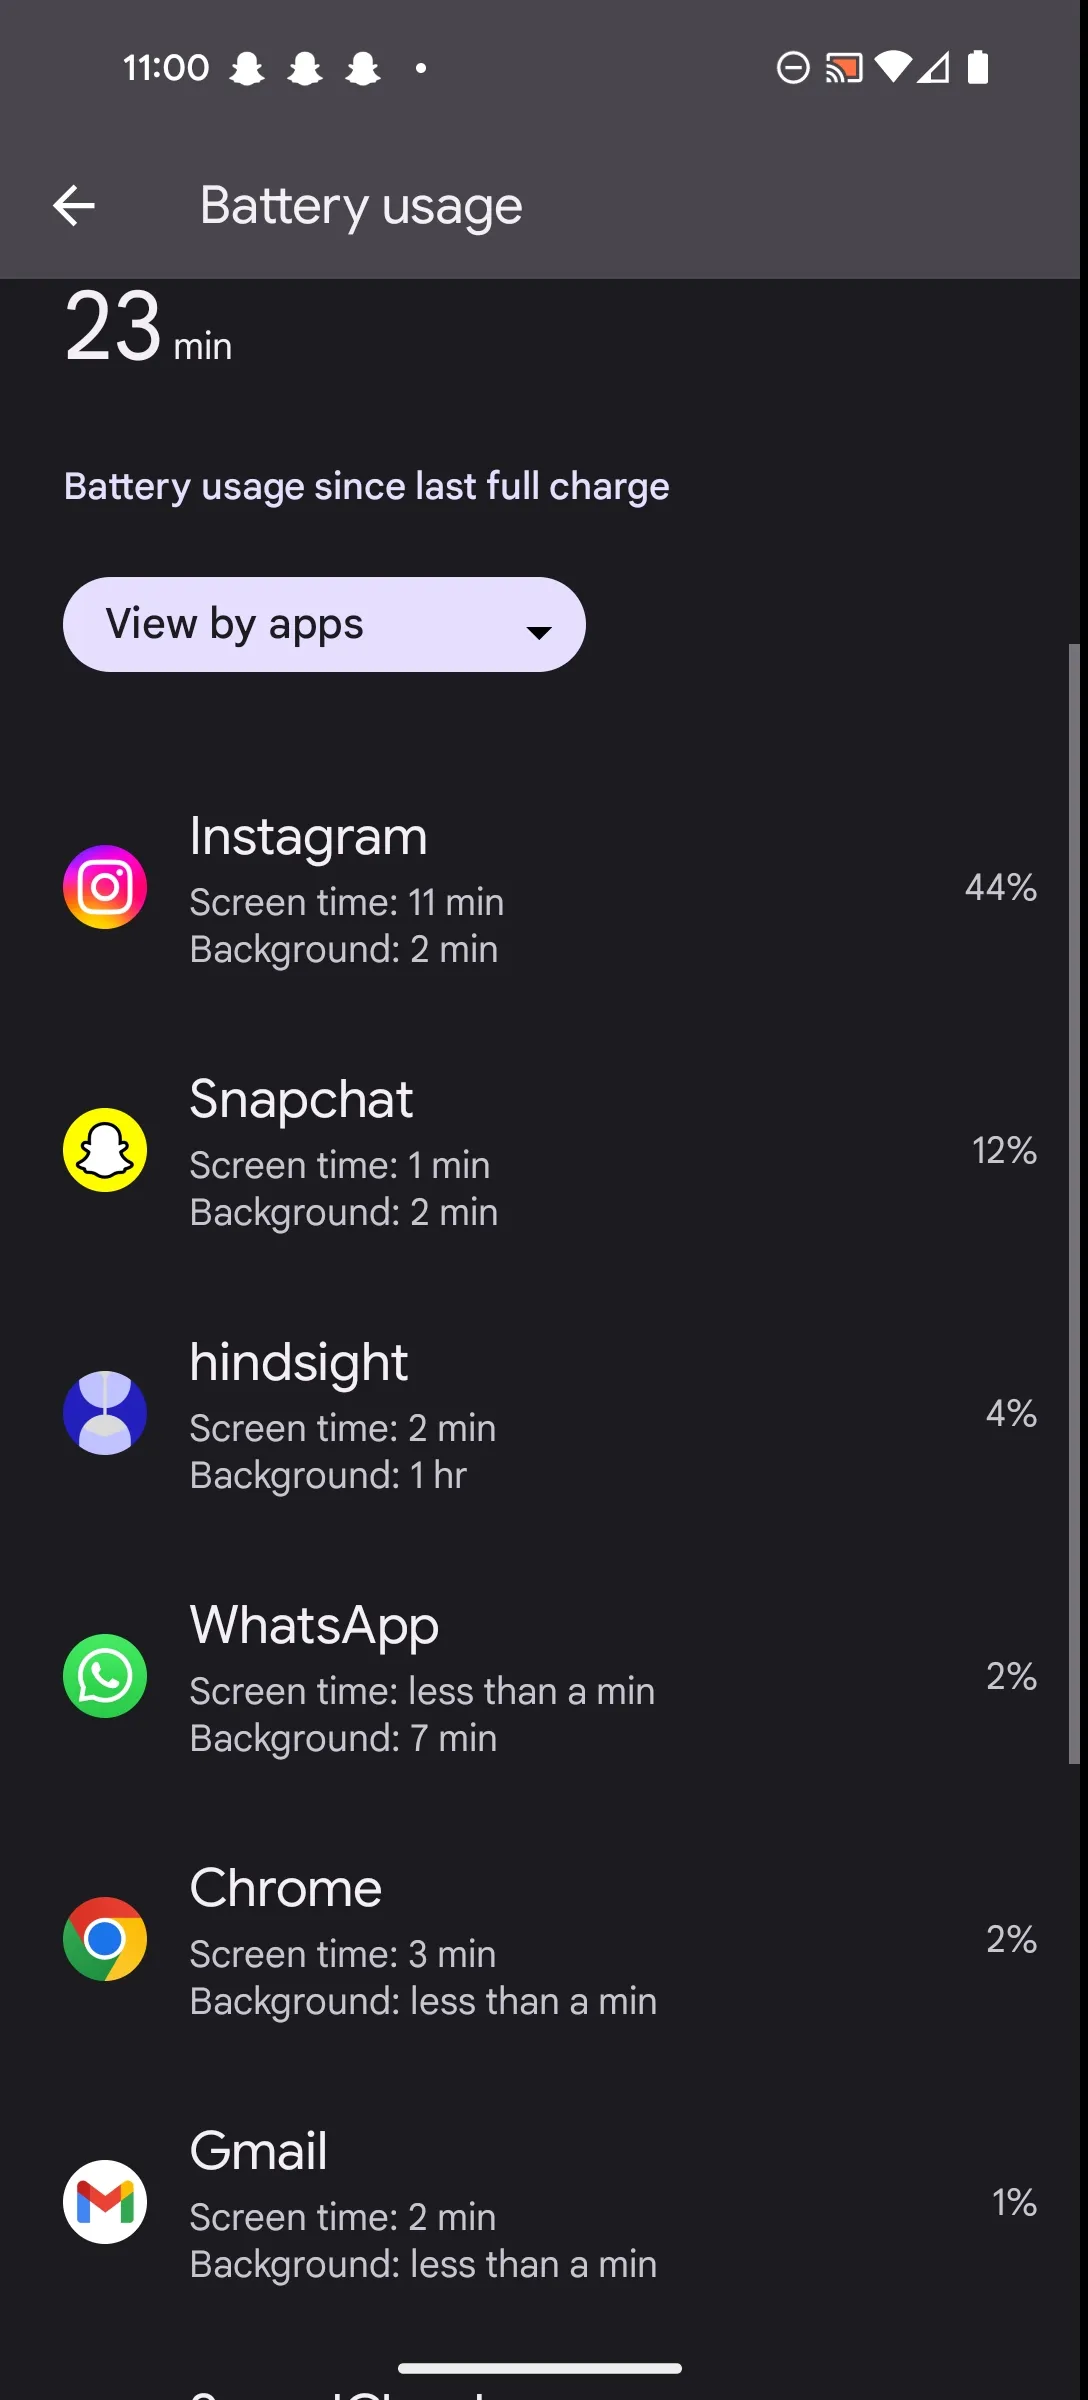 11:00
Battery usage
23 min
Battery usage since last full charge
View by apps
Instagram
Screen time: 11 min
Background: 2 min
44%
Snapchat
Screen time: 1 min
Background: 2 min
12%
hindsight
Screen time: 2 min
Background: 1 hr
4%
WhatsApp
Screen time: less than a min
Background: 7 min
2%
Chrome
Screen time: 3 min
Background: less than a min
2%
Gmail
Screen time: 2 min
Background: less than a min
1%